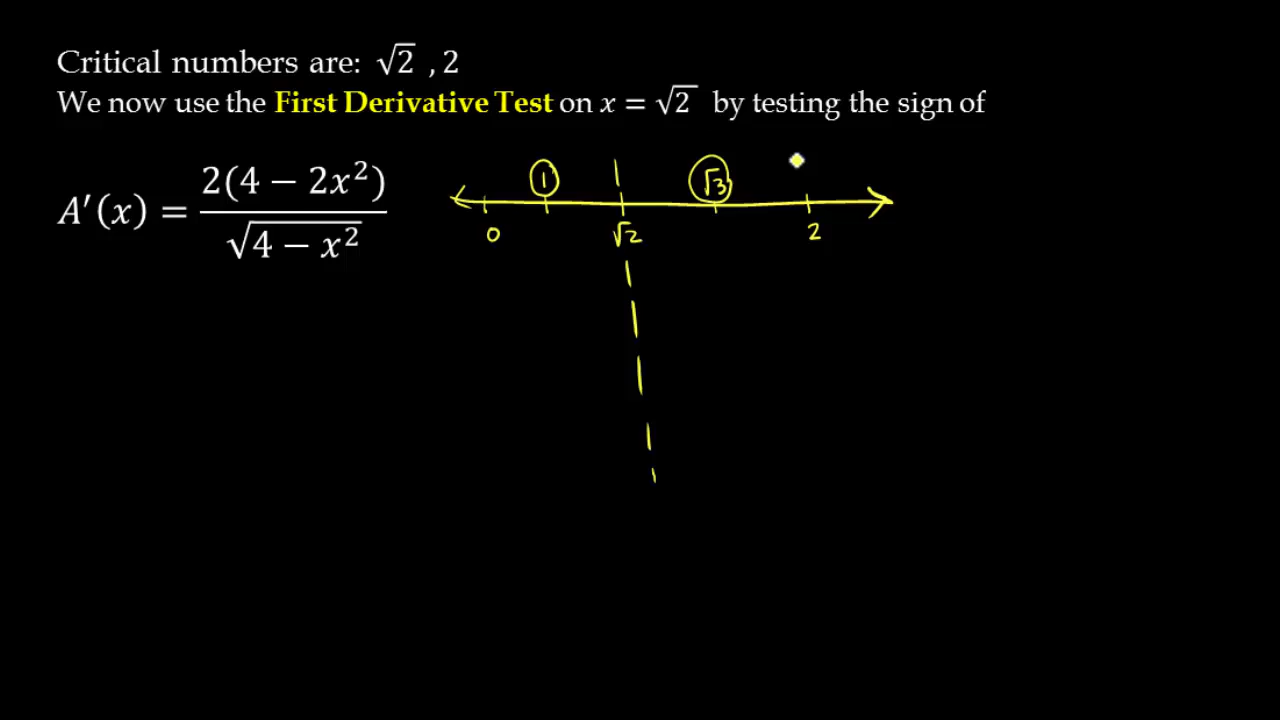 Critical numbers are: √2 , 2
We now use the First Derivative Test on x = √2 by testing the sign of
A′(x) = 2(4 − 2x²) / √(4 − x²)
1 √3
0 √2 2